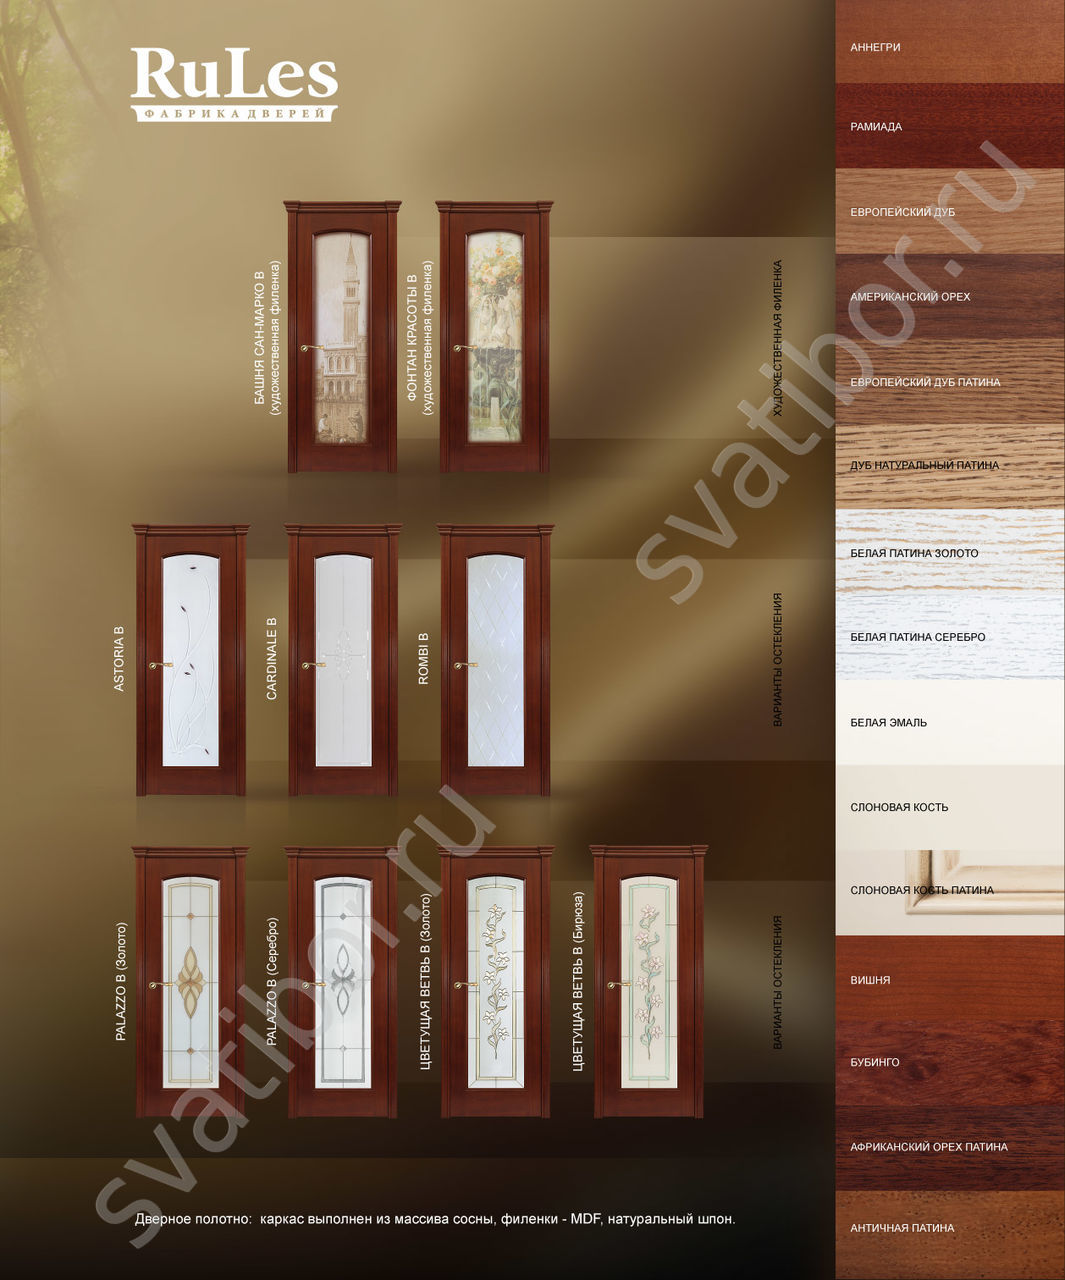 RuLes
ФАБРИКА ДВЕРЕЙ
БАШНЯ САН-МАРКО В
(художественная филенка)
ФОНТАН КРАСОТЫ В
(художественная филенка)
ХУДОЖЕСТВЕННАЯ ФИЛЕНКА
ASTORIA B
CARDINALE B
ROMBI B
ВАРИАНТЫ ОСТЕКЛЕНИЯ
PALAZZO B (Золото)
PALAZZO B (Серебро)
ЦВЕТУЩАЯ ВЕТВЬ В (Золото)
ЦВЕТУЩАЯ ВЕТВЬ В (Бирюза)
ВАРИАНТЫ ОСТЕКЛЕНИЯ
Дверное полотно: каркас выполнен из массива сосны, филенки - MDF, натуральный шпон.
АННЕГРИ
РАМИАДА
ЕВРОПЕЙСКИЙ ДУБ
АМЕРИКАНСКИЙ ОРЕХ
ЕВРОПЕЙСКИЙ ДУБ ПАТИНА
ДУБ НАТУРАЛЬНЫЙ ПАТИНА
БЕЛАЯ ПАТИНА ЗОЛОТО
БЕЛАЯ ПАТИНА СЕРЕБРО
БЕЛАЯ ЭМАЛЬ
СЛОНОВАЯ КОСТЬ
СЛОНОВАЯ КОСТЬ ПАТИНА
ВИШНЯ
БУБИНГО
АФРИКАНСКИЙ ОРЕХ ПАТИНА
АНТИЧНАЯ ПАТИНА
svatibor.ru
svatibor.ru